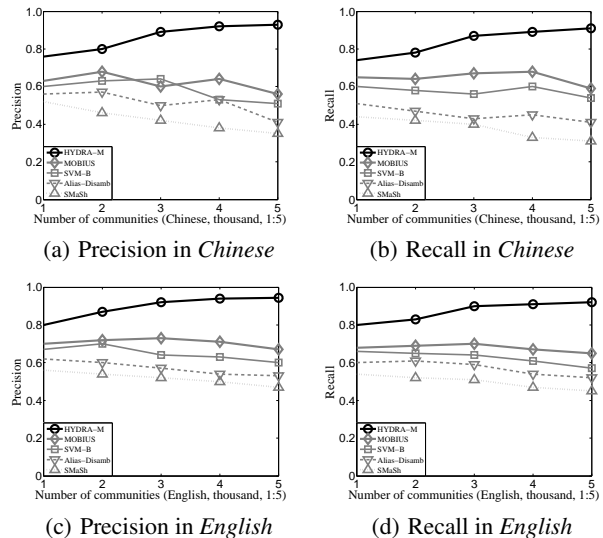 1.0
0.8
0.6
0.4
0.2
0
Precision
HYDRA−M
MOBIUS
SVM−B
Alias−Disamb
SMaSh
1 2 3 4 5
Number of communities (Chinese, thousand, 1:5)
(a) Precision in Chinese
1.0
0.8
0.6
0.4
0.2
0
Recall
HYDRA−M
MOBIUS
SVM−B
Alias−Disamb
SMaSh
1 2 3 4 5
Number of communities (Chinese, thousand, 1:5)
(b) Recall in Chinese
1.0
0.8
0.6
0.4
0.2
0
Precision
HYDRA−M
MOBIUS
SVM−B
Alias−Disamb
SMaSh
1 2 3 4 5
Number of communities (English, thousand, 1:5)
(c) Precision in English
1.0
0.8
0.6
0.4
0.2
0
Recall
HYDRA−M
MOBIUS
SVM−B
Alias−Disamb
SMaSh
1 2 3 4 5
Number of communities (English, thousand, 1:5)
(d) Recall in English